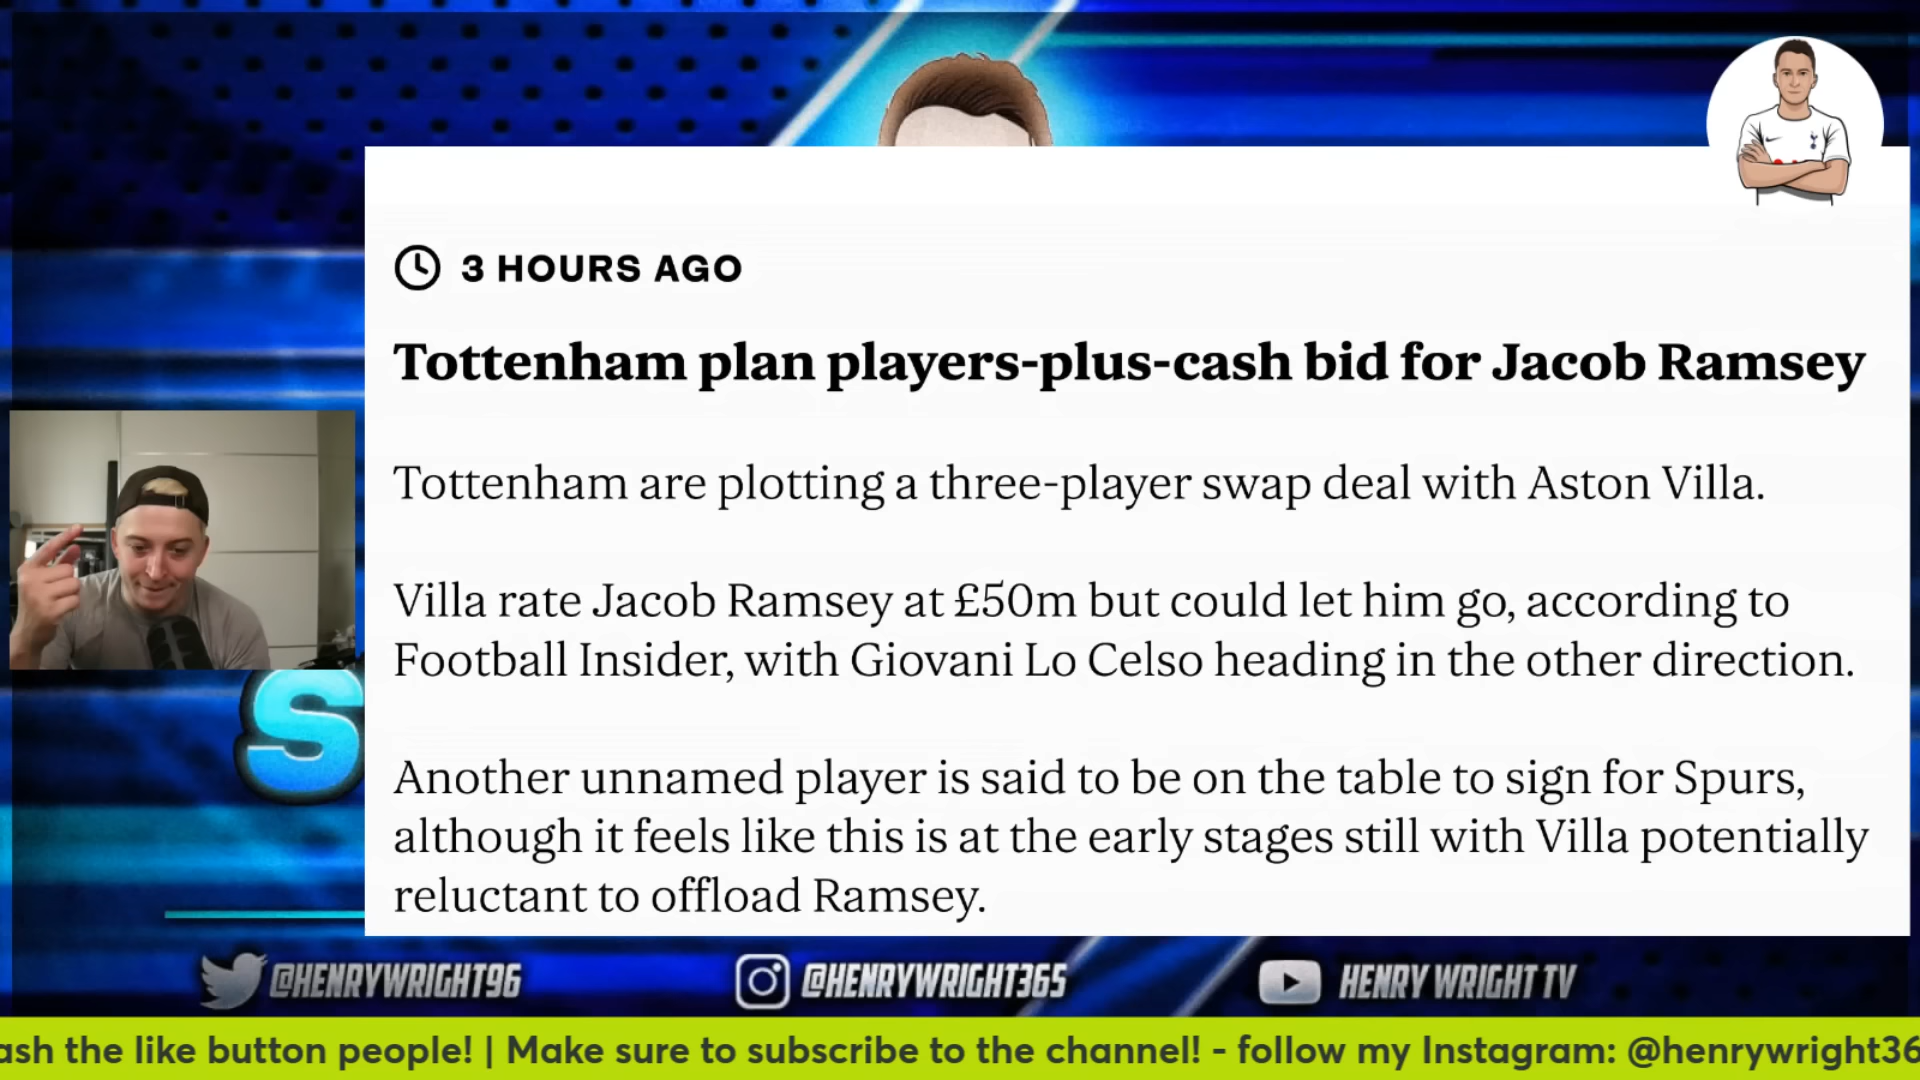 3 HOURS AGO
Tottenham plan players-plus-cash bid for Jacob Ramsey
Tottenham are plotting a three-player swap deal with Aston Villa.
Villa rate Jacob Ramsey at £50m but could let him go, according to
Football Insider, with Giovani Lo Celso heading in the other direction.
Another unnamed player is said to be on the table to sign for Spurs,
although it feels like this is at the early stages still with Villa potentially
reluctant to offload Ramsey.
S
@HENRYWRIGHT96
@HENRYWRIGHT365
HENRY WRIGHT TV
ash the like button people! | Make sure to subscribe to the channel! - follow my Instagram: @henrywright36